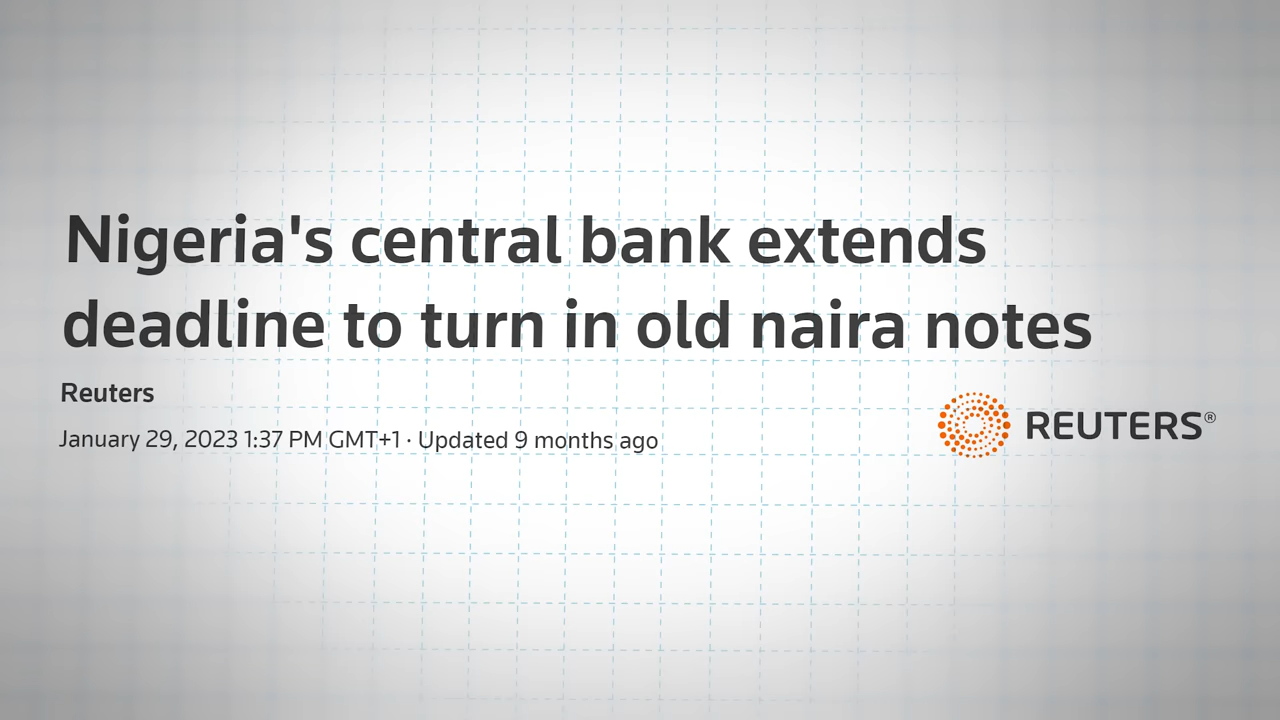 Nigeria's central bank extends
deadline to turn in old naira notes
Reuters
January 29, 2023 1:37 PM GMT+1 · Updated 9 months ago
REUTERS®